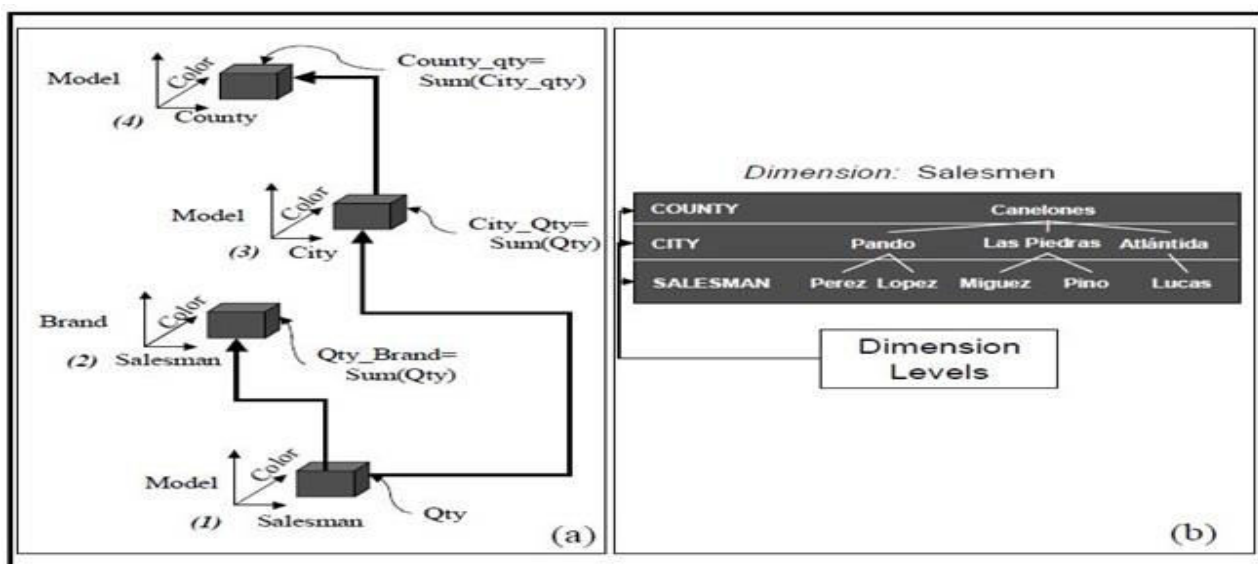 Model
Color
County_qty=
Sum(City_qty)
(4)
County
Model
Color
City_Qty=
Sum(Qty)
(3)
City
Brand
Color
(2)
Salesman
Qty_Brand=
Sum(Qty)
Model
Color
(1)
Salesman
Qty
(a)
Dimension: Salesmen
COUNTY Canelones
CITY Pando Las Piedras Atlántida
SALESMAN Perez Lopez Miguez Pino Lucas
Dimension
Levels
(b)